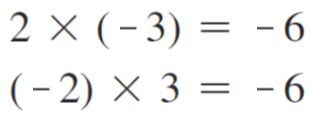 2 × (−3) = −6
(−2) × 3 = −6